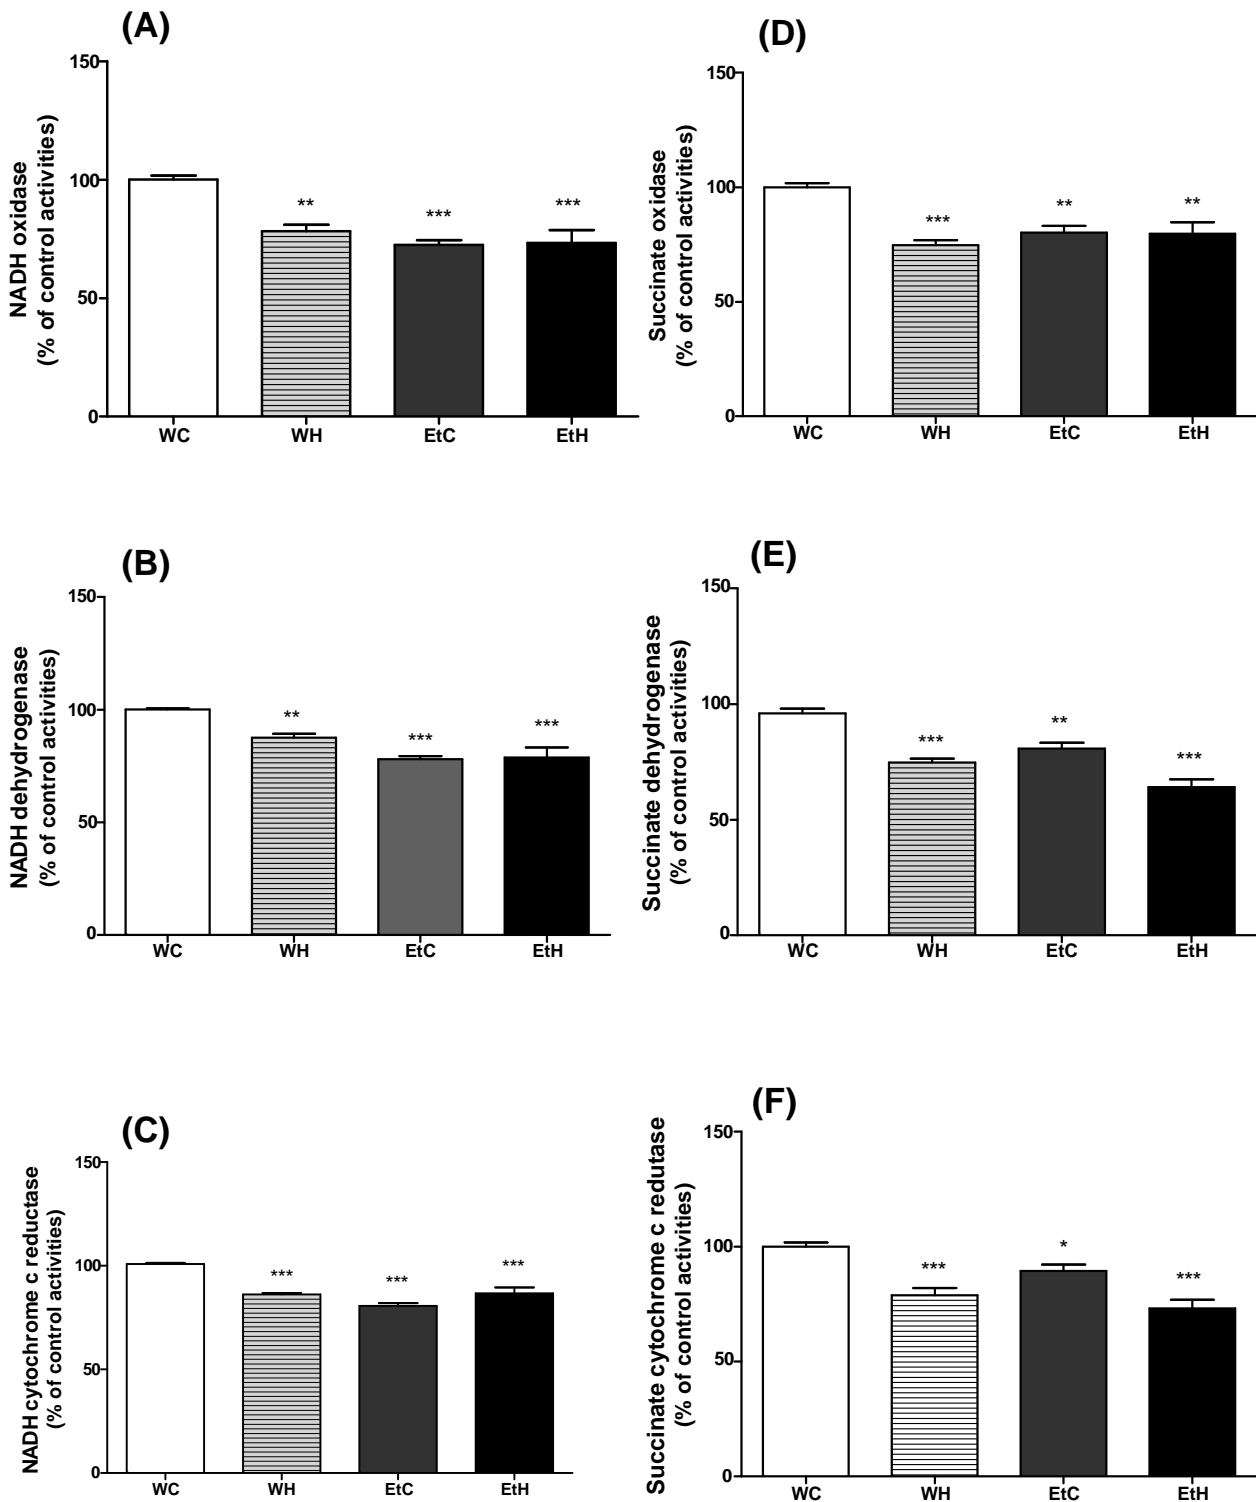 (A)
NADH oxidase
(% of control activities)
150
100
50
0
**
***
***
WC WH EtC EtH
(D)
Succinate oxidase
(% of control activities)
150
100
50
0
***
**
**
WC WH EtC EtH
(B)
NADH dehydrogenase
(% of control activities)
150
100
50
0
**
***
***
WC WH EtC EtH
(E)
Succinate dehydrogenase
(% of control activities)
150
100
50
0
***
**
***
WC WH EtC EtH
(C)
NADH cytochrome c reductase
(% of control activities)
150
100
50
0
***
***
***
WC WH EtC EtH
(F)
Succinate cytochrome c redutase
(% of control activities)
150
100
50
0
***
*
***
WC WH EtC EtH